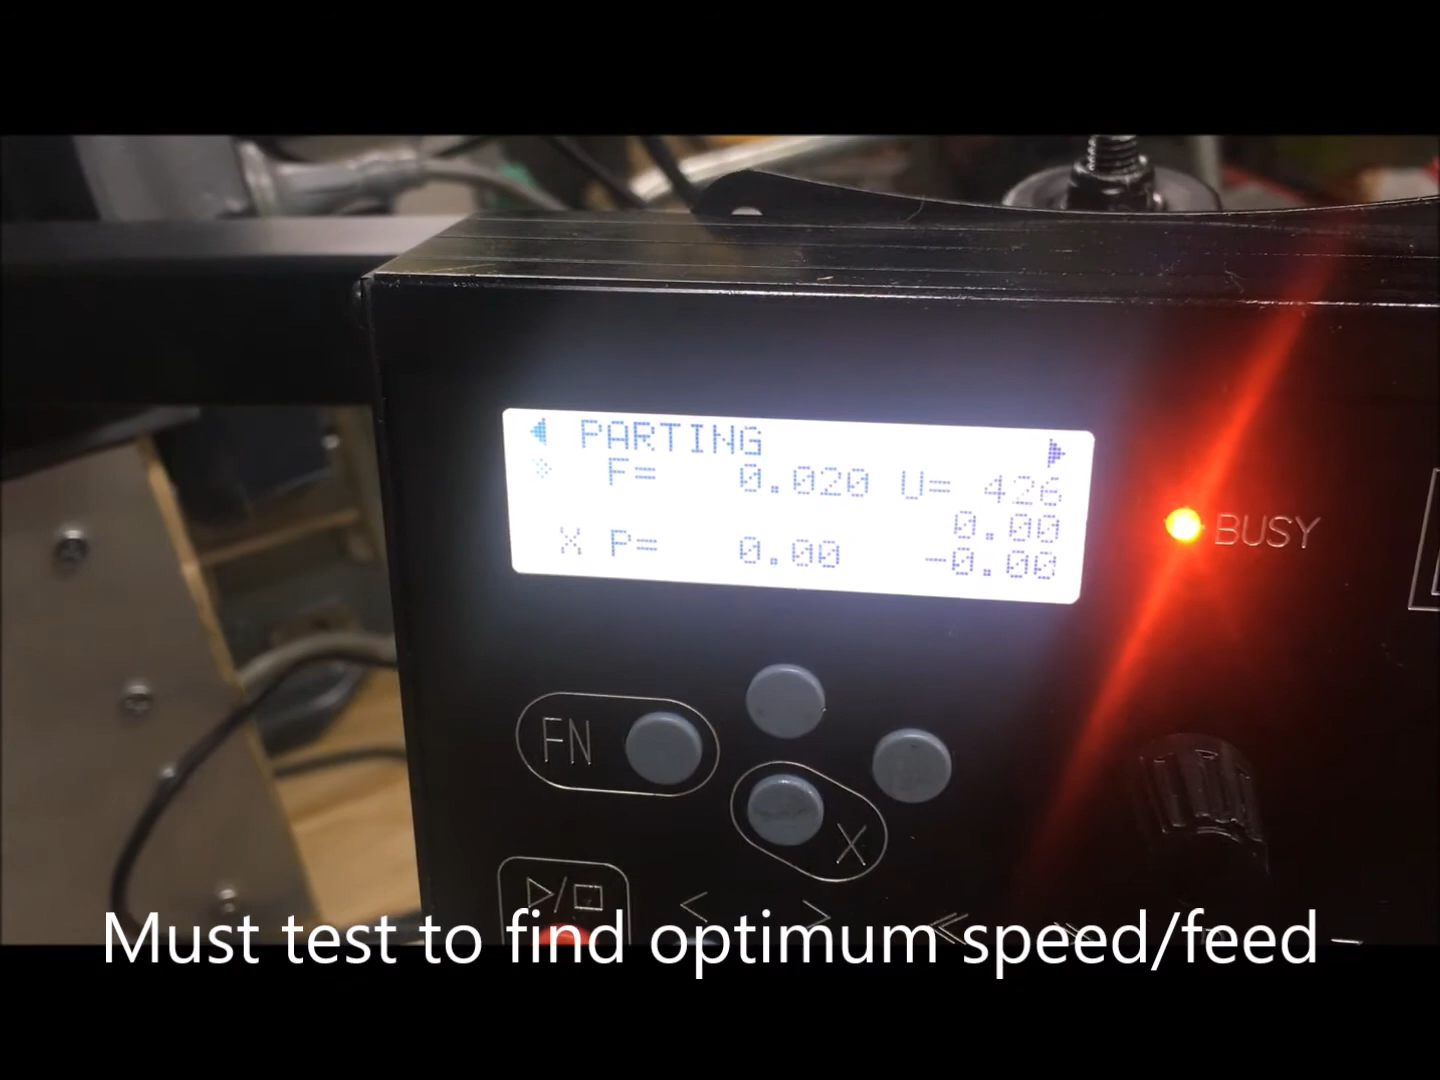 PARTING
F= 0.020 U= 426
0.00
X P= 0.00 -0.00
BUSY
FN
X
Must test to find optimum speed/feed